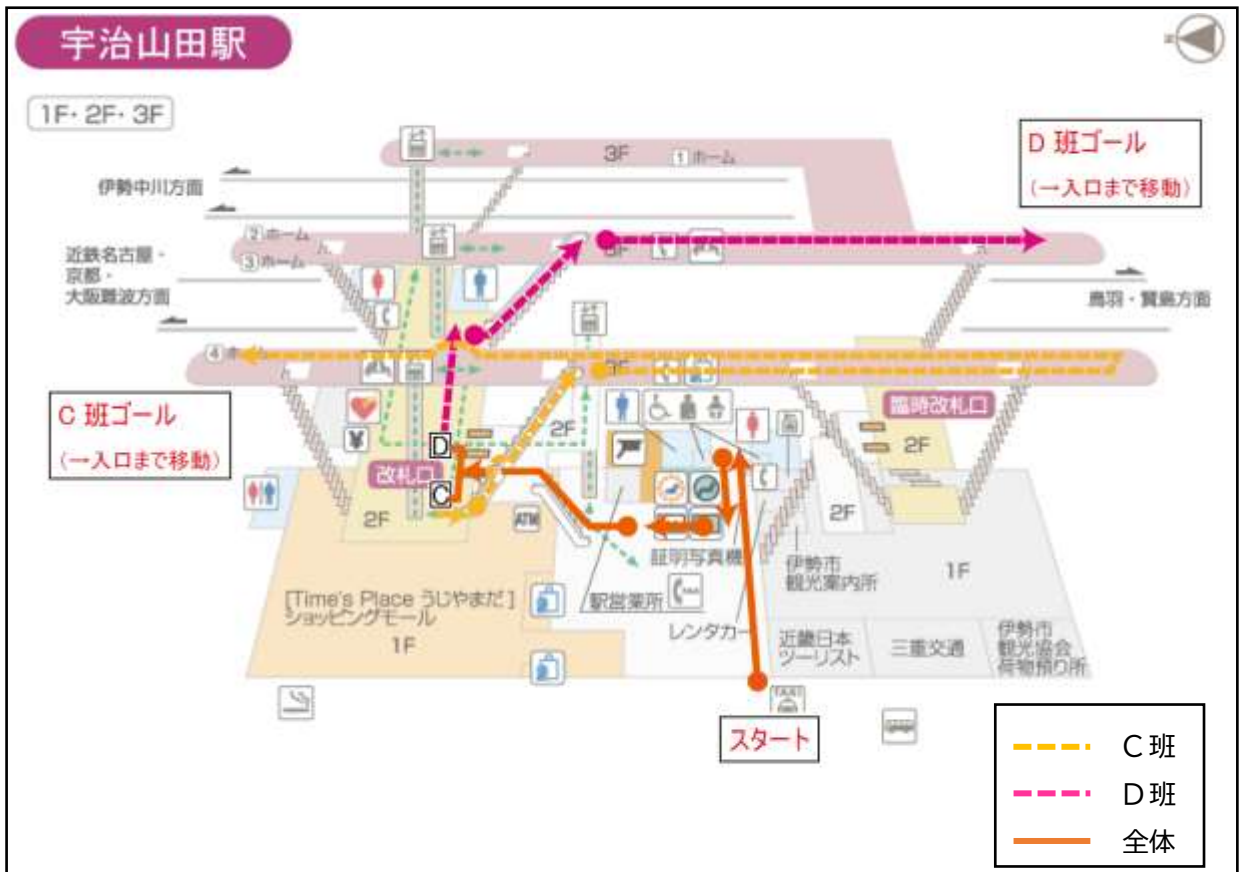 宇治山田駅
1F・2F・3F
3F
1 ホーム
D 班ゴール
(→入口まで移動)
伊勢中川方面
2 ホーム
3 ホーム
近鉄名古屋・
京都・
大阪難波方面
鳥羽・賢島方面
4
C 班ゴール
(→入口まで移動)
臨時改札口
2F
2F
D
改札口
C
2F
ATM
2F
証明写真機
伊勢市
観光案内所
1F
[Time's Place うじやまだ]
ショッピングモール
1F
駅営業所
レンタカー
近畿日本
ツーリスト
三重交通
伊勢市
観光協会
荷物預り所
TAXI
スタート
C班
D班
全体